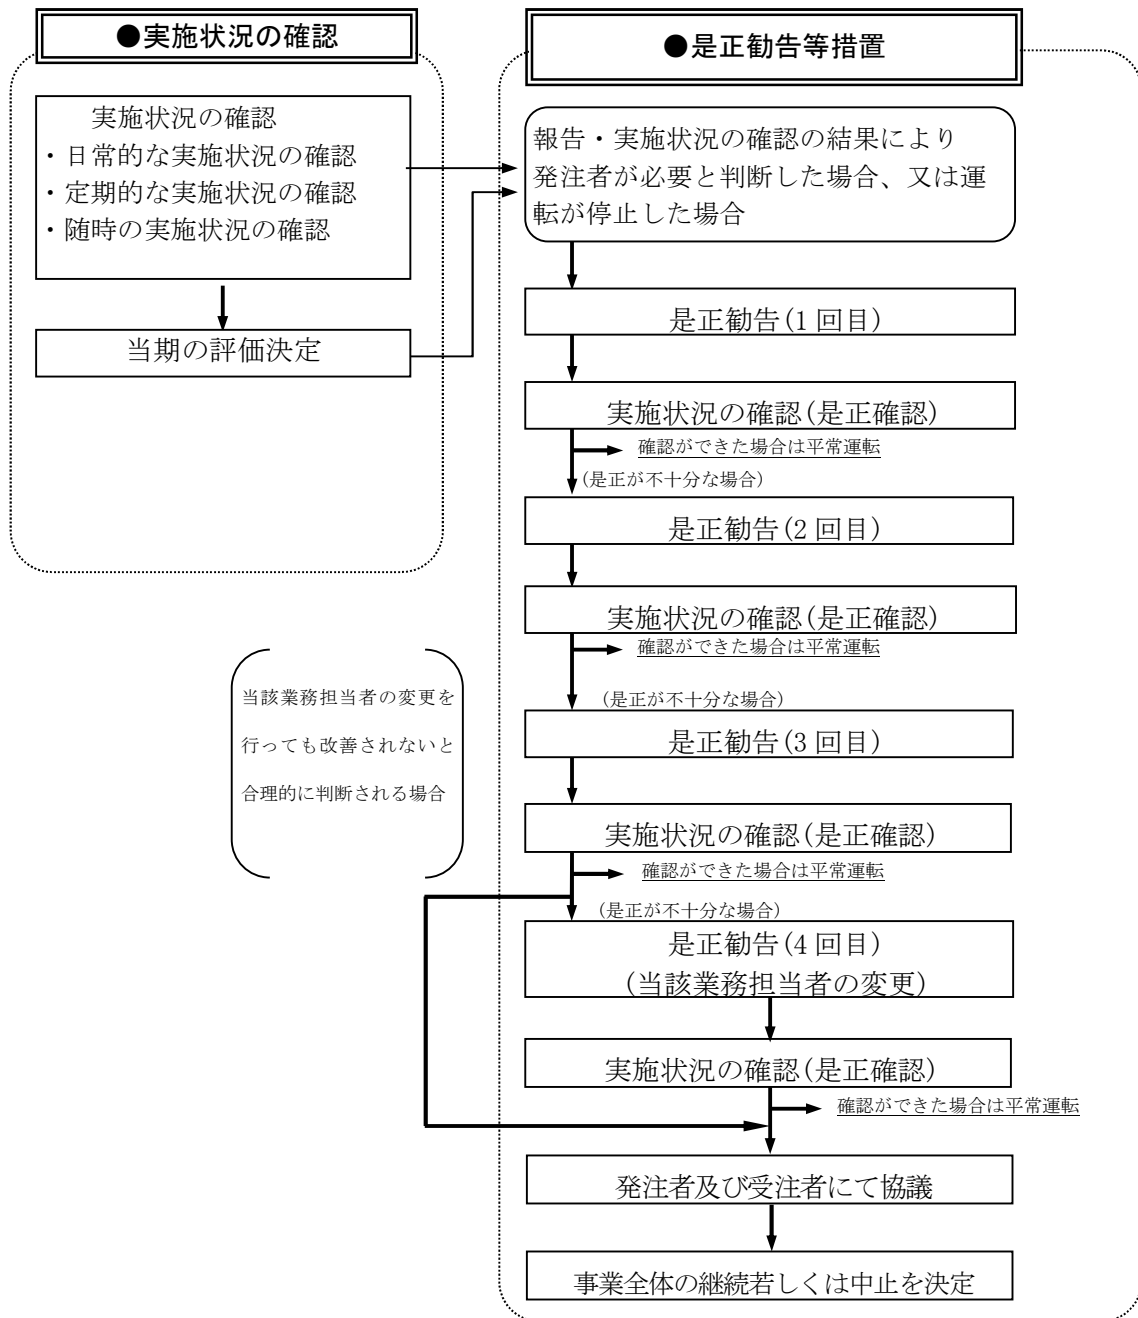 ●実施状況の確認
実施状況の確認
・日常的な実施状況の確認
・定期的な実施状況の確認
・随時の実施状況の確認
当期の評価決定
●是正勧告等措置
報告・実施状況の確認の結果により
発注者が必要と判断した場合、又は運
転が停止した場合
是正勧告(1 回目)
実施状況の確認(是正確認)
確認ができた場合は平常運転
(是正が不十分な場合)
是正勧告(2 回目)
実施状況の確認(是正確認)
確認ができた場合は平常運転
(是正が不十分な場合)
是正勧告(3 回目)
実施状況の確認(是正確認)
確認ができた場合は平常運転
(是正が不十分な場合)
当該業務担当者の変更を
行っても改善されないと
合理的に判断される場合
是正勧告(4 回目)
(当該業務担当者の変更)
実施状況の確認(是正確認)
確認ができた場合は平常運転
発注者及び受注者にて協議
事業全体の継続若しくは中止を決定